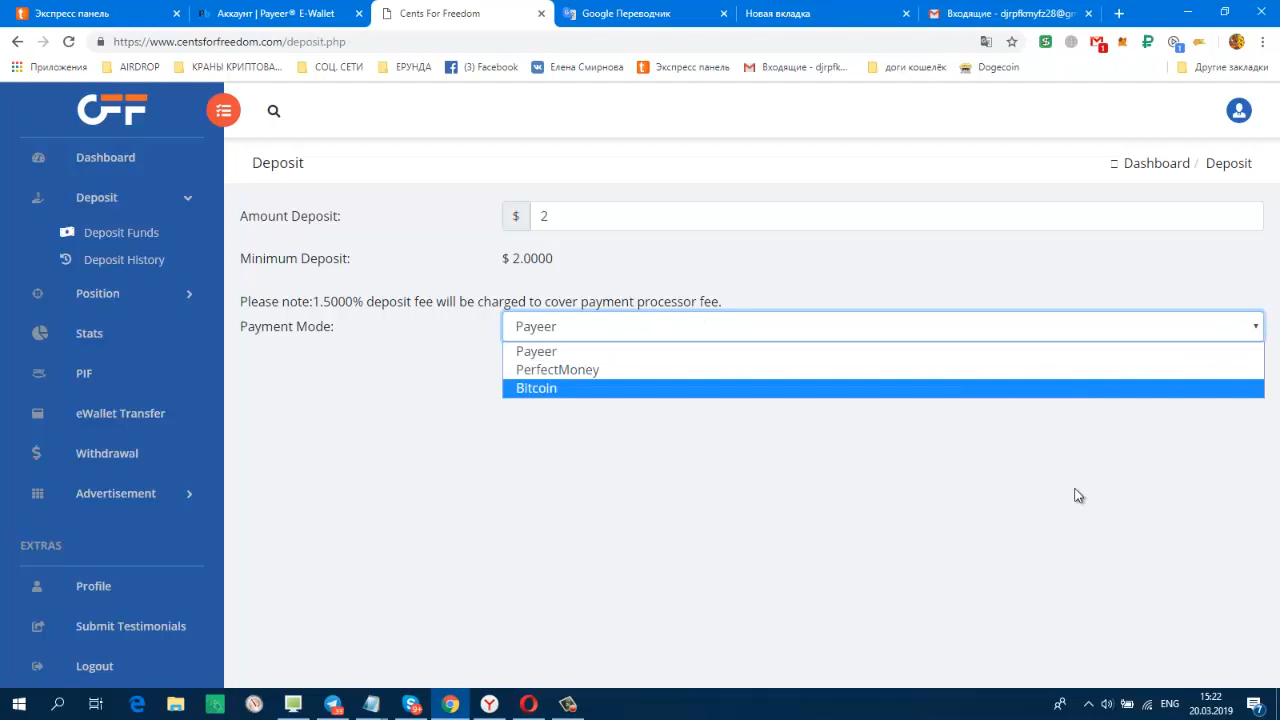 Экспресс панель
Аккаунт | Payeer® E-Wallet
Cents For Freedom
Google Переводчик
Новая вкладка
Входящие - djrpfkmyfz28@gm
https://www.centsforfreedom.com/deposit.php
1
1
Приложения
AIRDROP
КРАНЫ КРИПТОВА...
СОЦ. СЕТИ
ЕРУНДА
(3) Facebook
Елена Смирнова
Экспресс панель
Входящие - djrpfk...
доги кошелёк
Dogecoin
Другие закладки
CFF
Dashboard
Deposit
Deposit Funds
Deposit History
Position
Stats
PIF
eWallet Transfer
Withdrawal
Advertisement
EXTRAS
Profile
Submit Testimonials
Logout
Deposit
Dashboard / Deposit
Amount Deposit:
$ 2
Minimum Deposit:
$ 2.0000
Please note:1.5000% deposit fee will be charged to cover payment processor fee.
Payment Mode:
Payeer
Payeer
PerfectMoney
Bitcoin
9+
ENG
15:22
20.03.2019
7